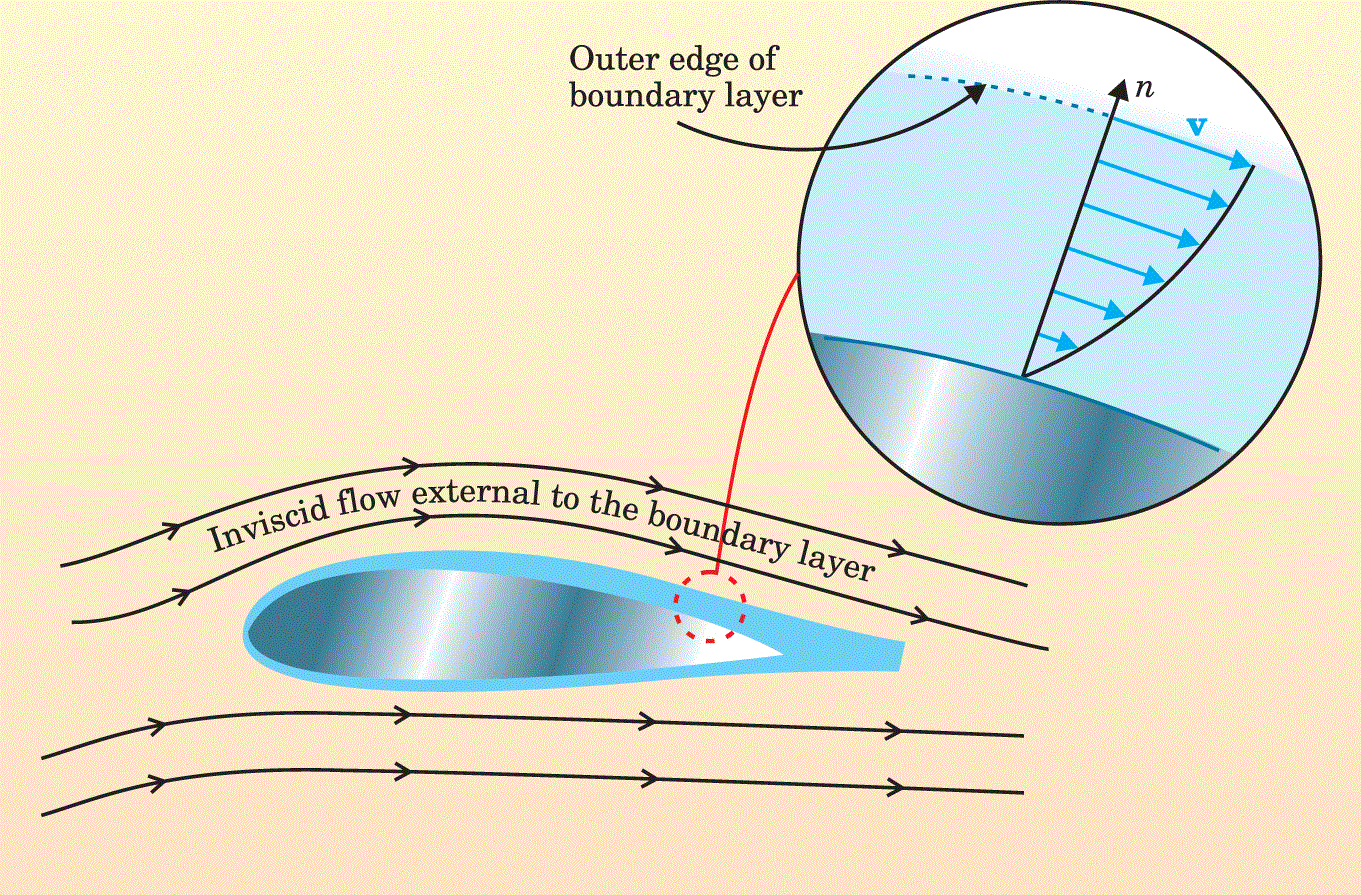 Outer edge of
boundary layer
n
v
Inviscid flow external to the boundary layer